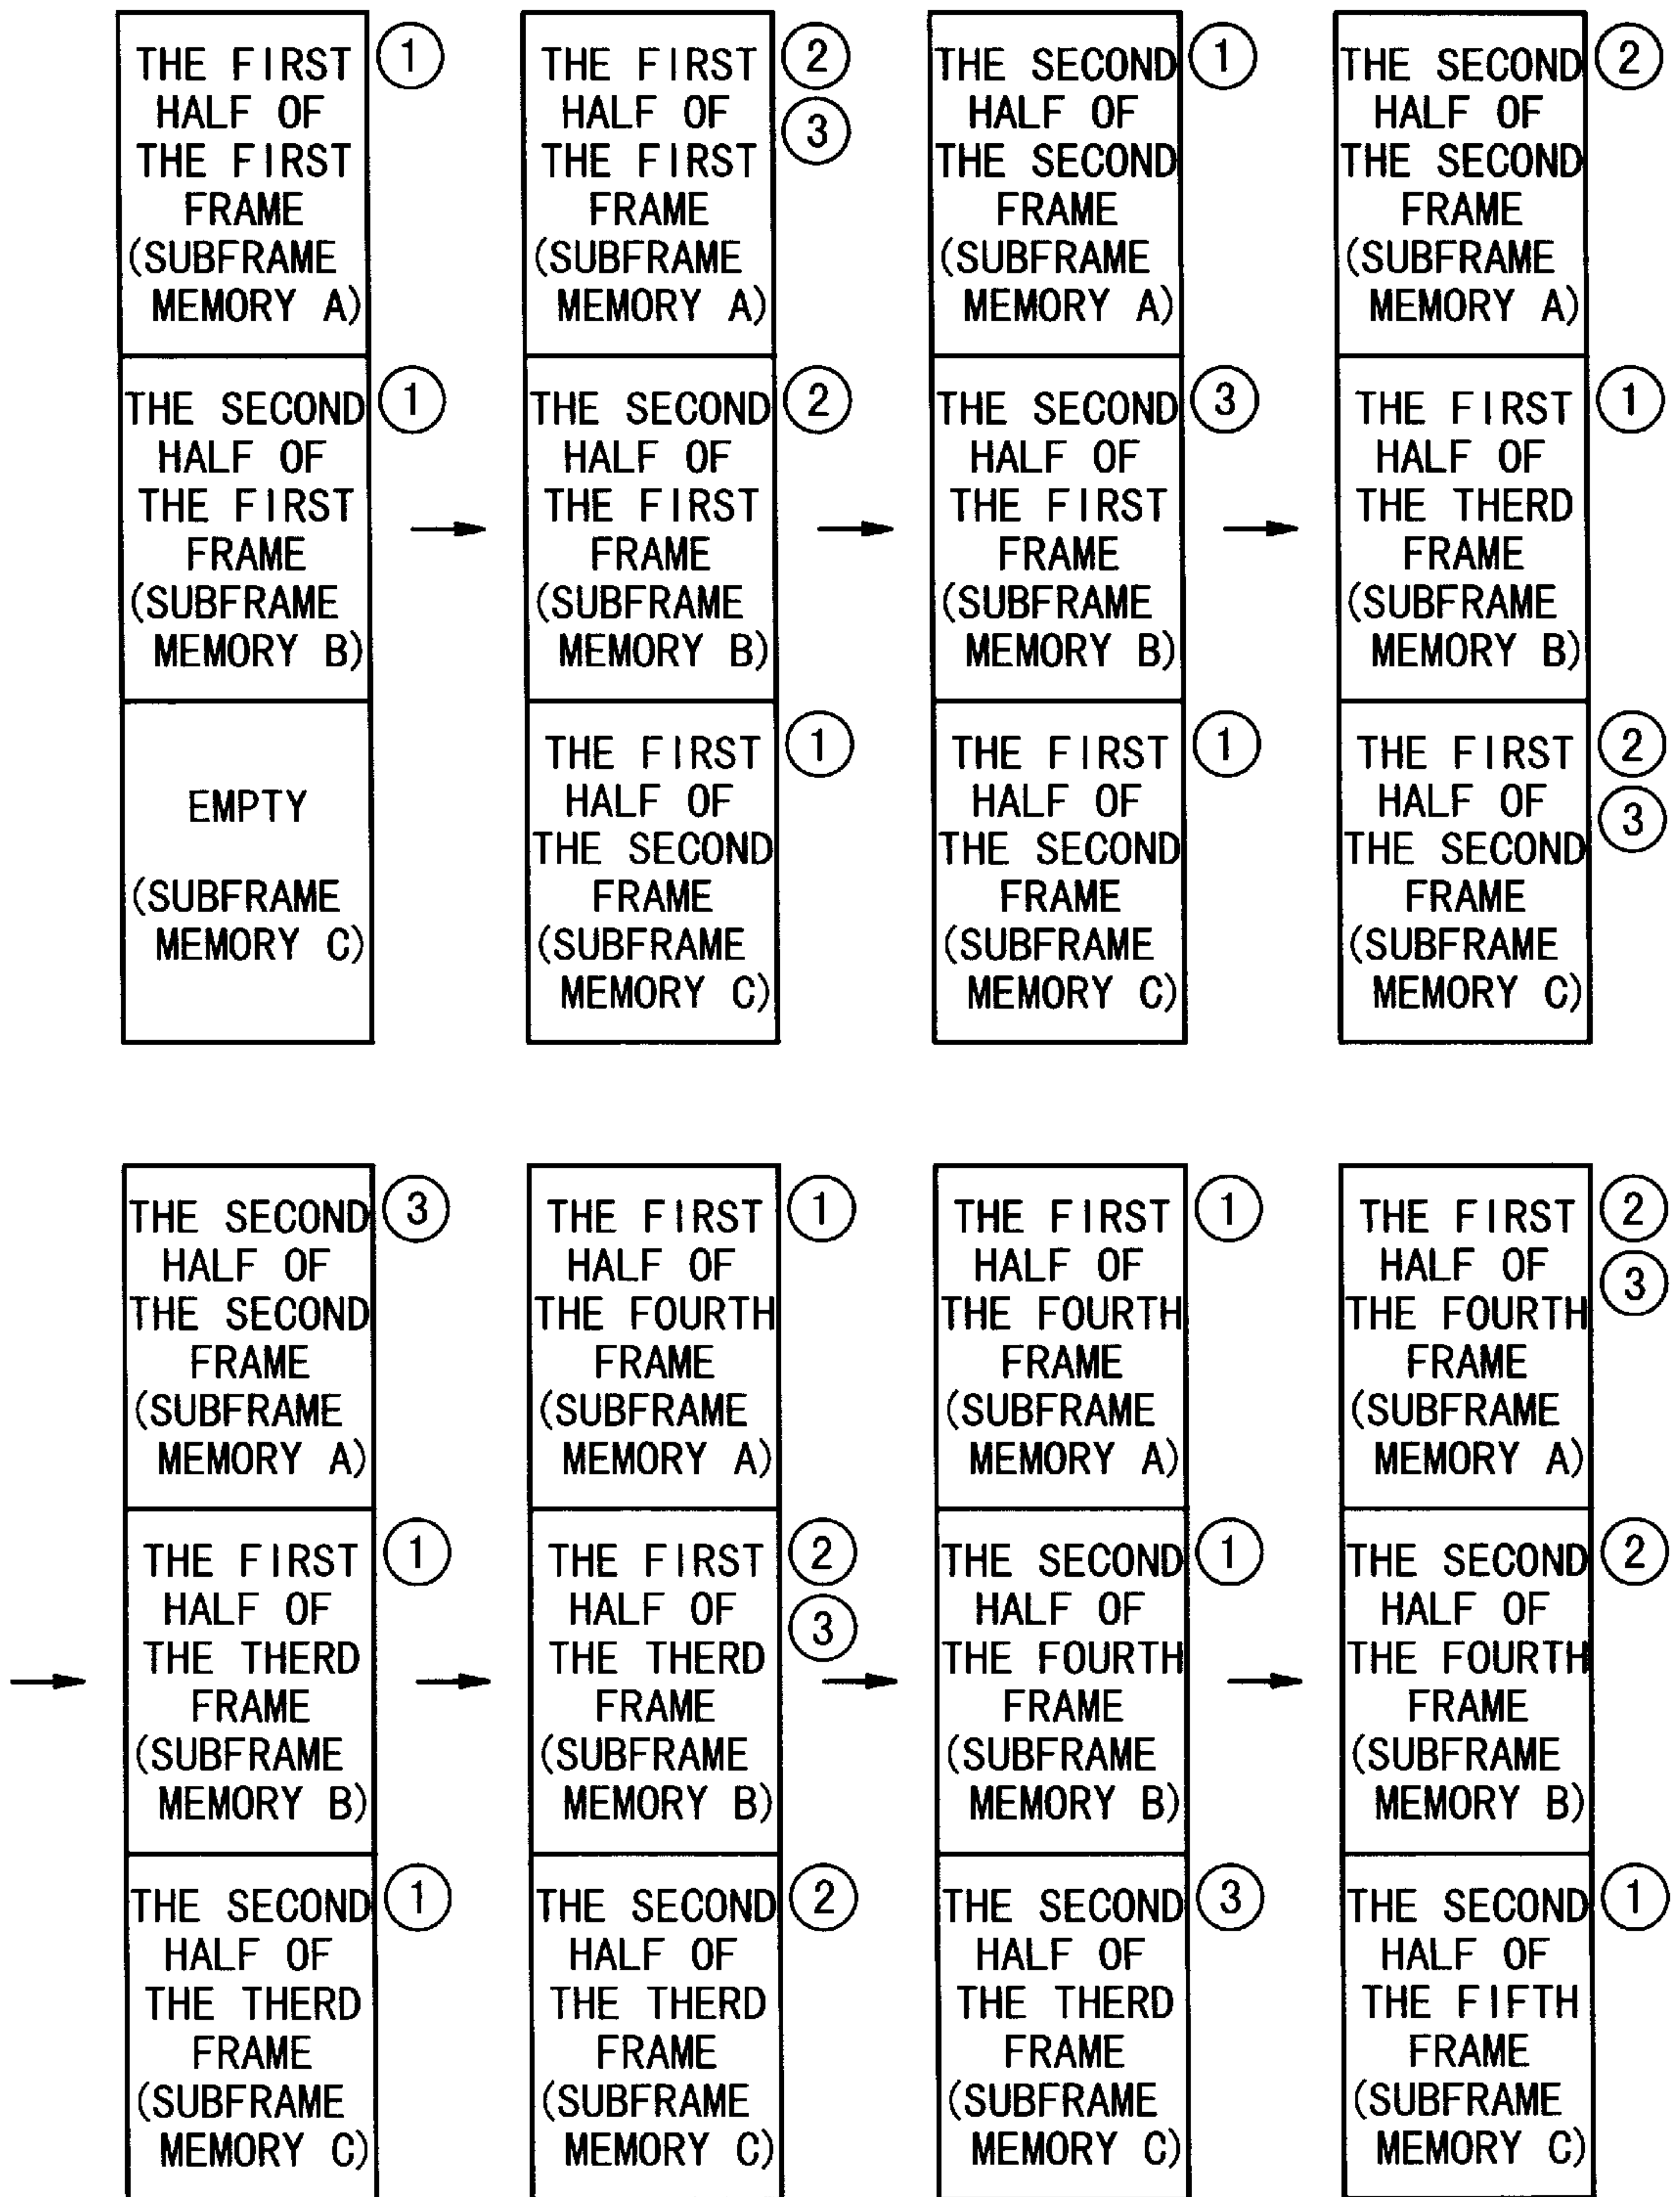 THE FIRST
HALF OF
THE FIRST
FRAME
(SUBFRAME
MEMORY A)
①
THE SECOND
HALF OF
THE FIRST
FRAME
(SUBFRAME
MEMORY B)
①
EMPTY
(SUBFRAME
MEMORY C)
THE FIRST
HALF OF
THE FIRST
FRAME
(SUBFRAME
MEMORY A)
②
③
THE SECOND
HALF OF
THE FIRST
FRAME
(SUBFRAME
MEMORY B)
②
THE FIRST
HALF OF
THE SECOND
FRAME
(SUBFRAME
MEMORY C)
①
THE SECOND
HALF OF
THE SECOND
FRAME
(SUBFRAME
MEMORY A)
①
THE SECOND
HALF OF
THE FIRST
FRAME
(SUBFRAME
MEMORY B)
③
THE FIRST
HALF OF
THE SECOND
FRAME
(SUBFRAME
MEMORY C)
①
THE SECOND
HALF OF
THE SECOND
FRAME
(SUBFRAME
MEMORY A)
②
THE FIRST
HALF OF
THE THERD
FRAME
(SUBFRAME
MEMORY B)
①
THE FIRST
HALF OF
THE SECOND
FRAME
(SUBFRAME
MEMORY C)
②
③
THE SECOND
HALF OF
THE SECOND
FRAME
(SUBFRAME
MEMORY A)
③
THE FIRST
HALF OF
THE THERD
FRAME
(SUBFRAME
MEMORY B)
①
THE SECOND
HALF OF
THE THERD
FRAME
(SUBFRAME
MEMORY C)
①
THE FIRST
HALF OF
THE FOURTH
FRAME
(SUBFRAME
MEMORY A)
①
THE FIRST
HALF OF
THE THERD
FRAME
(SUBFRAME
MEMORY B)
②
③
THE SECOND
HALF OF
THE THERD
FRAME
(SUBFRAME
MEMORY C)
②
THE FIRST
HALF OF
THE FOURTH
FRAME
(SUBFRAME
MEMORY A)
①
THE SECOND
HALF OF
THE FOURTH
FRAME
(SUBFRAME
MEMORY B)
①
THE SECOND
HALF OF
THE THERD
FRAME
(SUBFRAME
MEMORY C)
③
THE FIRST
HALF OF
THE FOURTH
FRAME
(SUBFRAME
MEMORY A)
②
③
THE SECOND
HALF OF
THE FOURTH
FRAME
(SUBFRAME
MEMORY B)
②
THE SECOND
HALF OF
THE FIFTH
FRAME
(SUBFRAME
MEMORY C)
①